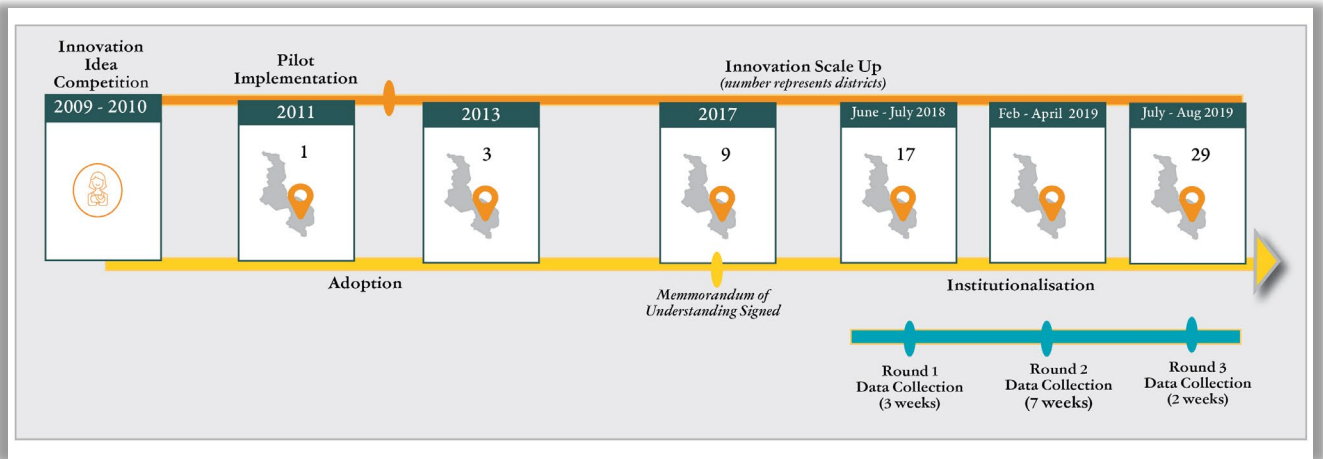 Innovation
Idea
Competition
2009 - 2010
Pilot
Implementation
2011
1
2013
3
Innovation Scale Up
(number represents districts)
2017
9
June - July 2018
17
Feb - April 2019
July - Aug 2019
29
Adoption
Memmorandum of
Understanding Signed
Institutionalisation
Round 1
Data Collection
(3 weeks)
Round 2
Data Collection
(7 weeks)
Round 3
Data Collection
(2 weeks)